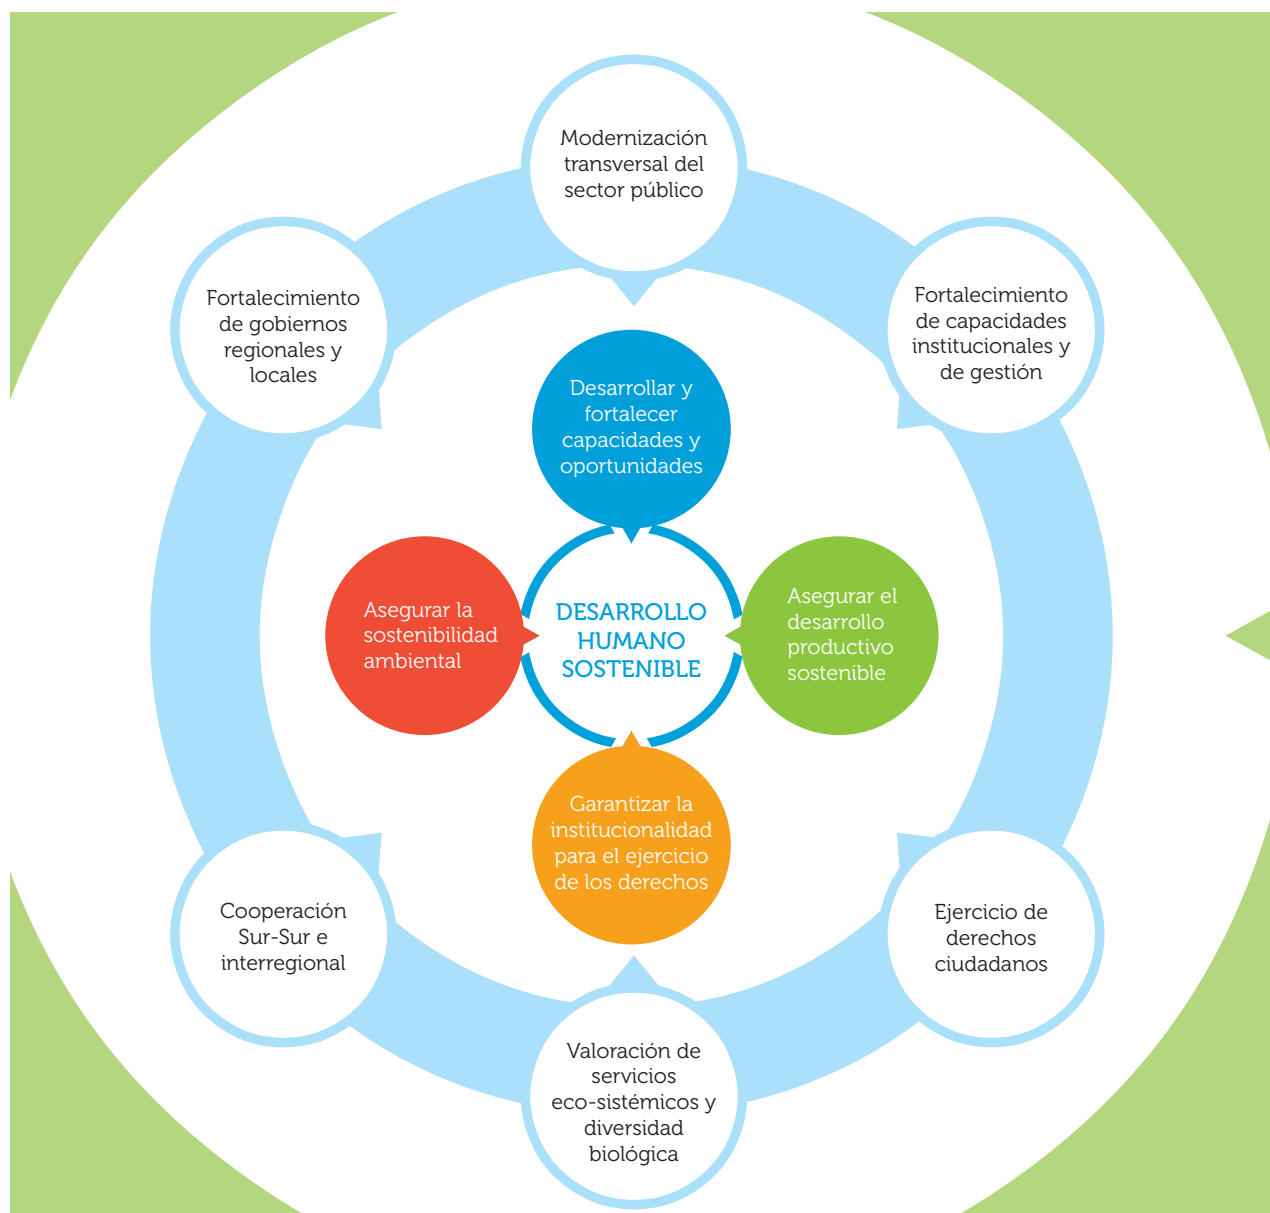 Modernización
transversal del
sector público
Fortalecimiento
de gobiernos
regionales y
locales
Fortalecimiento
de capacidades
institucionales y
de gestión
Desarrollar y
fortalecer
capacidades y
oportunidades
Asegurar la
sostenibilidad
ambiental
DESARROLLO
HUMANO
SOSTENIBLE
Asegurar el
desarrollo
productivo
sostenible
Garantizar la
institucionalidad
para el ejercicio
de los derechos
Cooperación
Sur-Sur e
interregional
Ejercicio de
derechos
ciudadanos
Valoración de
servicios
eco-sistémicos y
diversidad
biológica